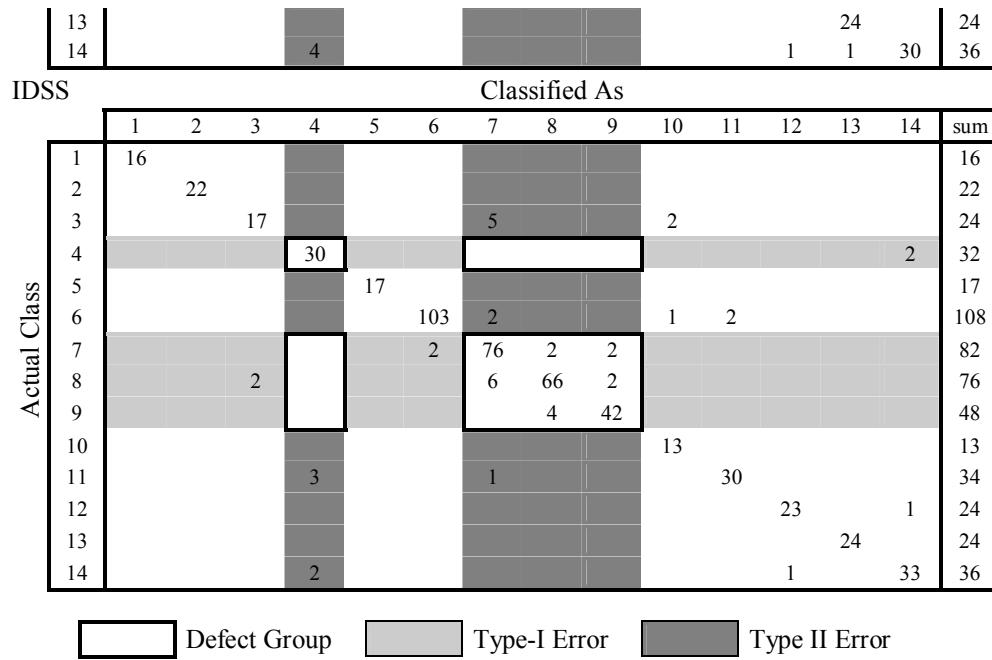 13 24 24
14 4 1 1 30 36
IDSS Classified As
1 2 3 4 5 6 7 8 9 10 11 12 13 14 sum
Actual Class
1 16 16
2 22 22
3 17 5 2 24
4 30 2 32
5 17 17
6 103 2 1 2 108
7 2 76 2 2 82
8 2 6 66 2 76
9 4 42 48
10 13 13
11 3 1 30 34
12 23 1 24
13 24 24
14 2 1 33 36
Defect Group Type-I Error Type II Error